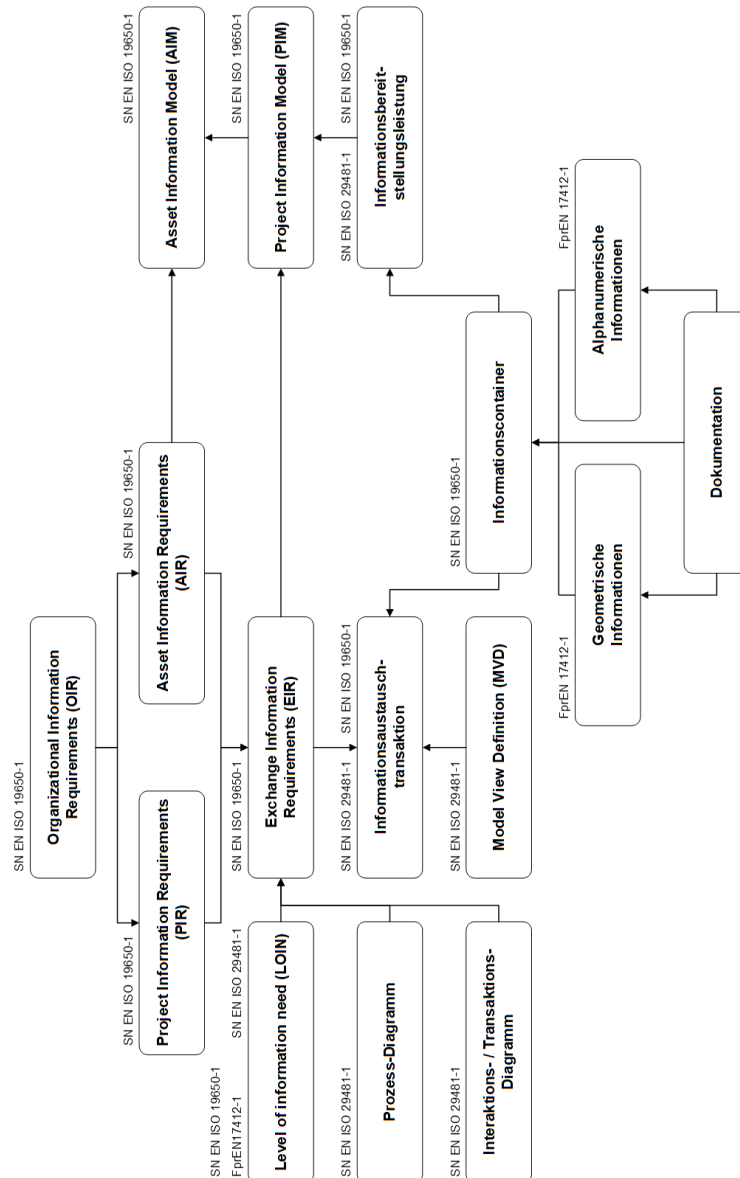 SN EN ISO 19650-1
Organizational Information
Requirements (OIR)
SN EN ISO 19650-1
Project Information Requirements
(PIR)
SN EN ISO 19650-1
Asset Information Requirements
(AIR)
SN EN ISO 19650-1
Asset Information Model (AIM)
SN EN ISO 19650-1
FprEN17412-1
SN EN ISO 29481-1
Level of information need (LOIN)
SN EN ISO 19650-1
Exchange Information
Requirements (EIR)
SN EN ISO 19650-1
Project Information Model (PIM)
SN EN ISO 29481-1
Prozess-Diagramm
SN EN ISO 29481-1
SN EN ISO 19650-1
Informationsaustausch-
transaktion
SN EN ISO 29481-1
SN EN ISO 19650-1
Informationsbereit-
stellungsleistung
SN EN ISO 29481-1
Interaktions- / Transaktions-
Diagramm
SN EN ISO 29481-1
Model View Definition (MVD)
SN EN ISO 19650-1
Informationscontainer
FprEN 17412-1
Geometrische
Informationen
FprEN 17412-1
Alphanumerische
Informationen
Dokumentation